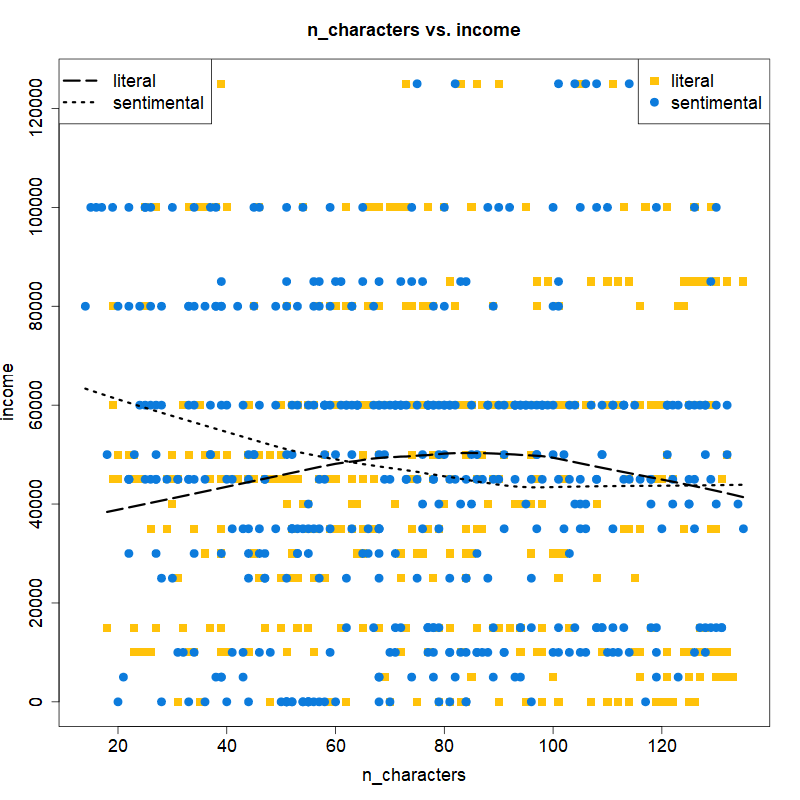 n_characters vs. income
literal
sentimental
literal
sentimental
income
120000
100000
80000
60000
40000
20000
0
20 40 60 80 100 120
n_characters